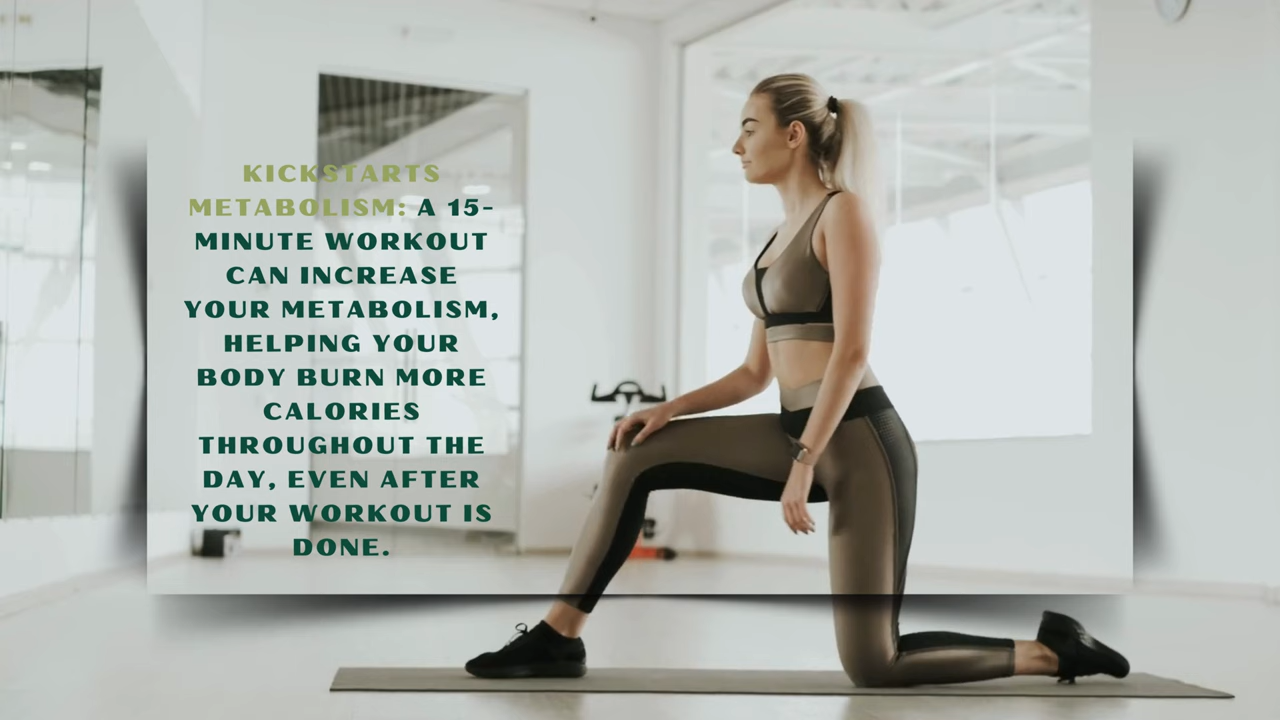 KICKSTARTS
METABOLISM: A 15-
MINUTE WORKOUT
CAN INCREASE
YOUR METABOLISM,
HELPING YOUR
BODY BURN MORE
CALORIES
THROUGHOUT THE
DAY, EVEN AFTER
YOUR WORKOUT IS
DONE.